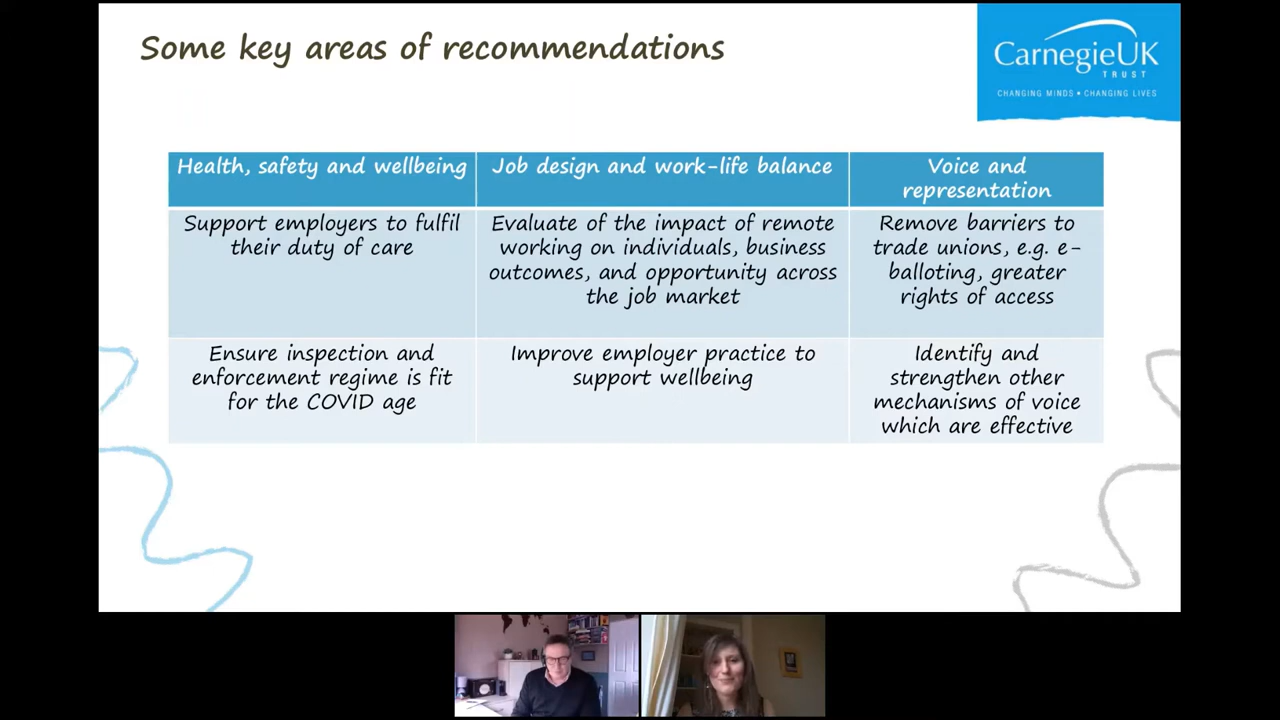 Some key areas of recommendations
CarnegieUK
TRUST
CHANGING MINDS • CHANGING LIVES
Health, safety and wellbeing
Job design and work-life balance
Voice and
representation
Support employers to fulfil
their duty of care
Evaluate of the impact of remote
working on individuals, business
outcomes, and opportunity across
the job market
Remove barriers to
trade unions, e.g. e-
balloting, greater
rights of access
Ensure inspection and
enforcement regime is fit
for the COVID age
Improve employer practice to
support wellbeing
Identify and
strengthen other
mechanisms of voice
which are effective